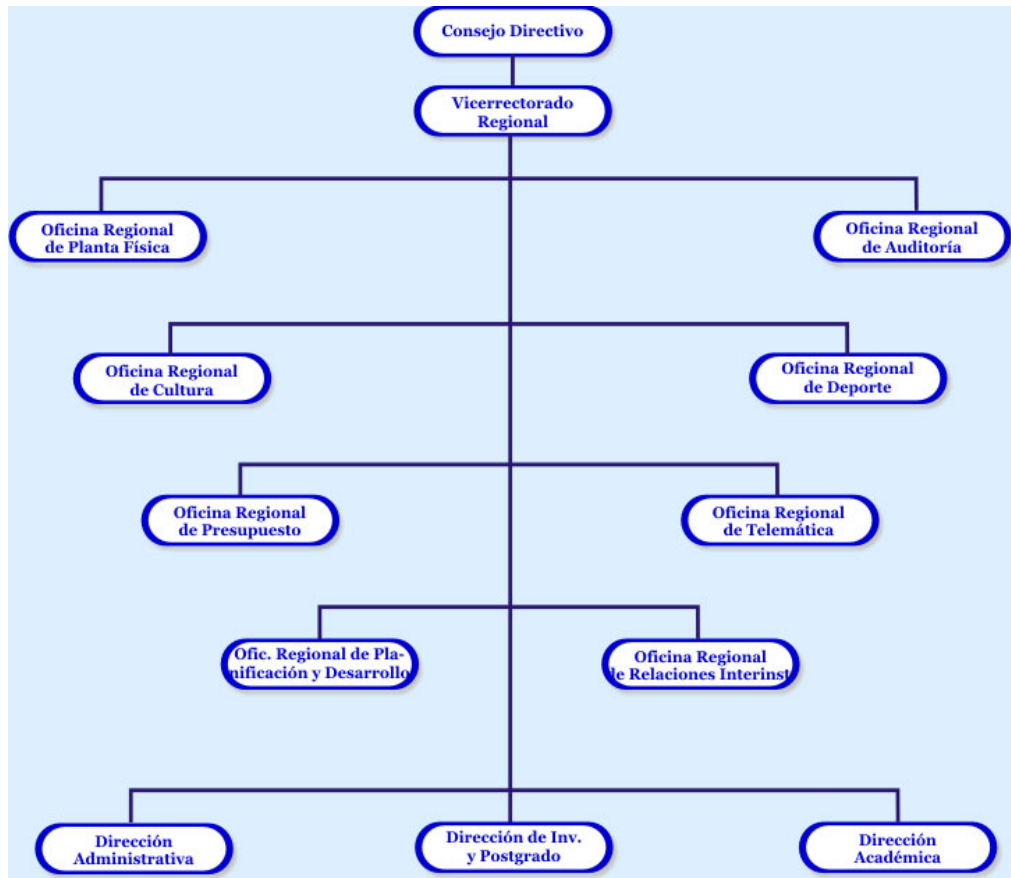 Consejo Directivo
Vicerrectorado
Regional
Oficina Regional
de Planta Física
Oficina Regional
de Auditoría
Oficina Regional
de Cultura
Oficina Regional
de Deporte
Oficina Regional
de Presupuesto
Oficina Regional
de Telemática
Ofic. Regional de Pla-
nificación y Desarrollo
Oficina Regional
de Relaciones Interinst
Dirección
Administrativa
Dirección de Inv.
y Postgrado
Dirección
Académica